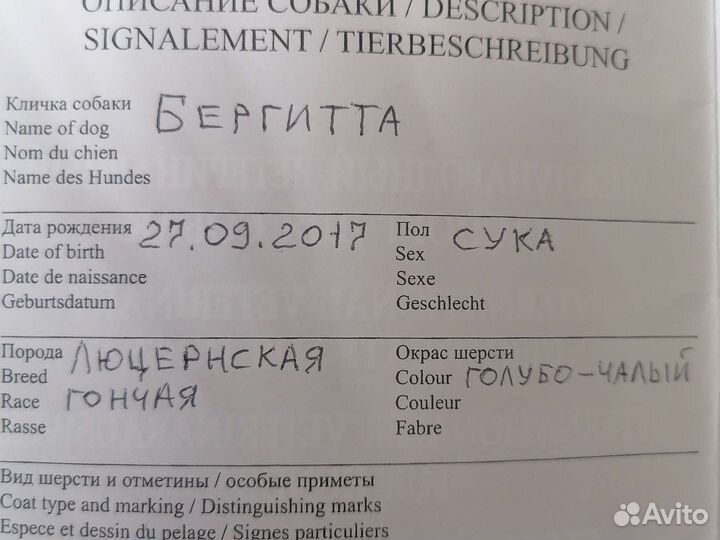 ОПИСАНИЕ СОБАКИ / DESCRIPTION /
SIGNALEMENT / TIERBESCHREIBUNG
Кличка собаки БЕРГИТТА
Name of dog
Nom du chien
Name des Hundes
Дата рождения 27.09.2017 Пол СУКА
Date of birth Sex
Date de naissance Sexe
Geburtsdatum Geschlecht
Порода ЛЮЦЕРНСКАЯ Окрас шерсти
Breed Colour ГОЛУБО-ЧАЛЫЙ
Race ГОНЧАЯ Couleur
Rasse Fabre
Вид шерсти и отметины / особые приметы
Coat type and marking / Distinguishing marks
Espece et dessin du pelage / Signes particuliers
Avito